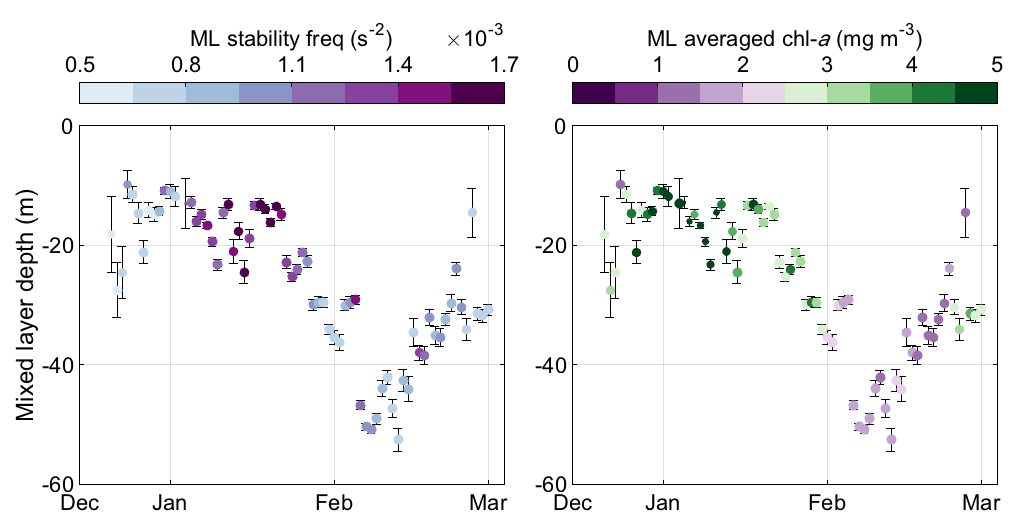 ML stability freq (s-2) ×10-3
0.5 0.8 1.1 1.4 1.7
ML averaged chl-a (mg m-3)
0 1 2 3 4 5
Mixed layer depth (m)
0
-20
-40
-60
Dec Jan Feb Mar
0
-20
-40
-60
Dec Jan Feb Mar